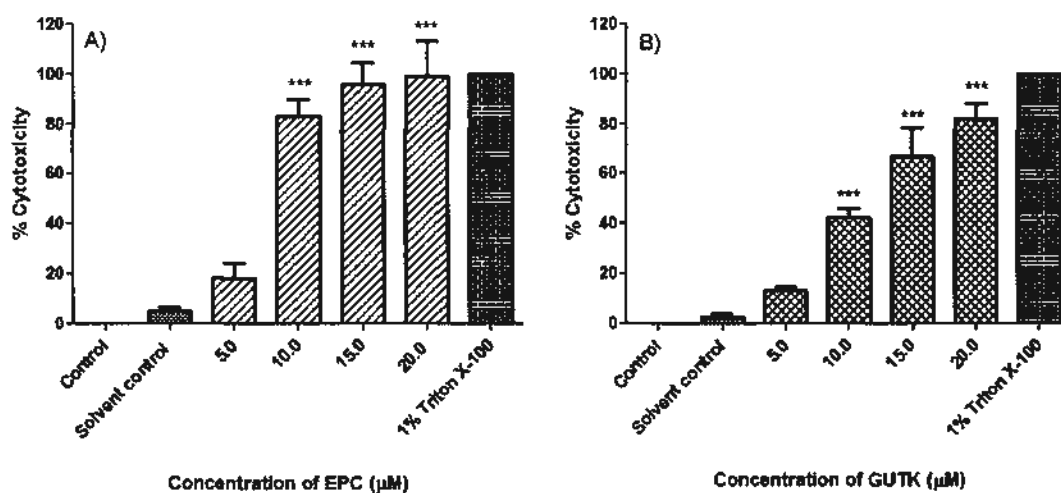 A)
120
100
80
60
40
20
0
% Cytotoxicity
***
***
***
Control
Solvent control
5.0
10.0
15.0
20.0
1% Triton X-100
Concentration of EPC (μM)
B)
120
100
80
60
40
20
0
% Cytotoxicity
***
***
***
Control
Solvent control
5.0
10.0
15.0
20.0
1% Triton X-100
Concentration of GUTK (μM)